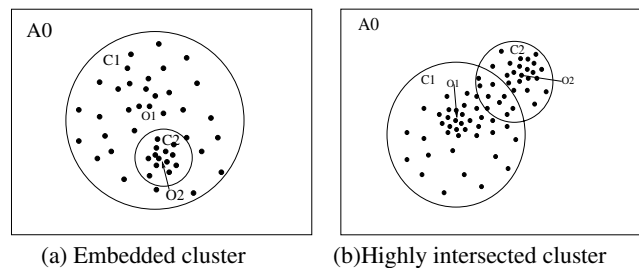 A0
C1
O1
C2
O2
(a) Embedded cluster
A0
C2
C1
O1
O2
(b)Highly intersected cluster